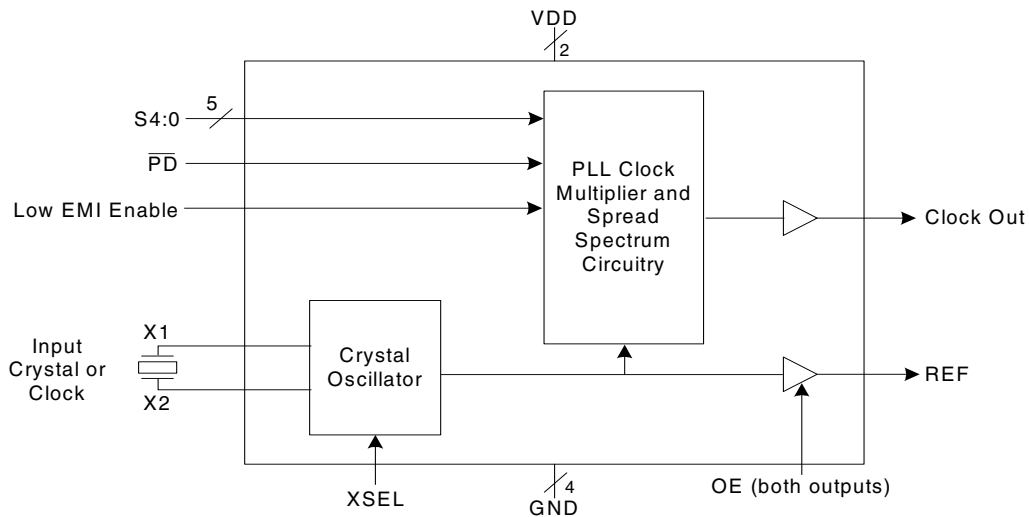 VDD
2
5
S4:0
PD
Low EMI Enable
PLL Clock
Multiplier and
Spread
Spectrum
Circuitry
Clock Out
Input
Crystal or
Clock
X1
X2
Crystal
Oscillator
REF
XSEL
4
GND
OE (both outputs)